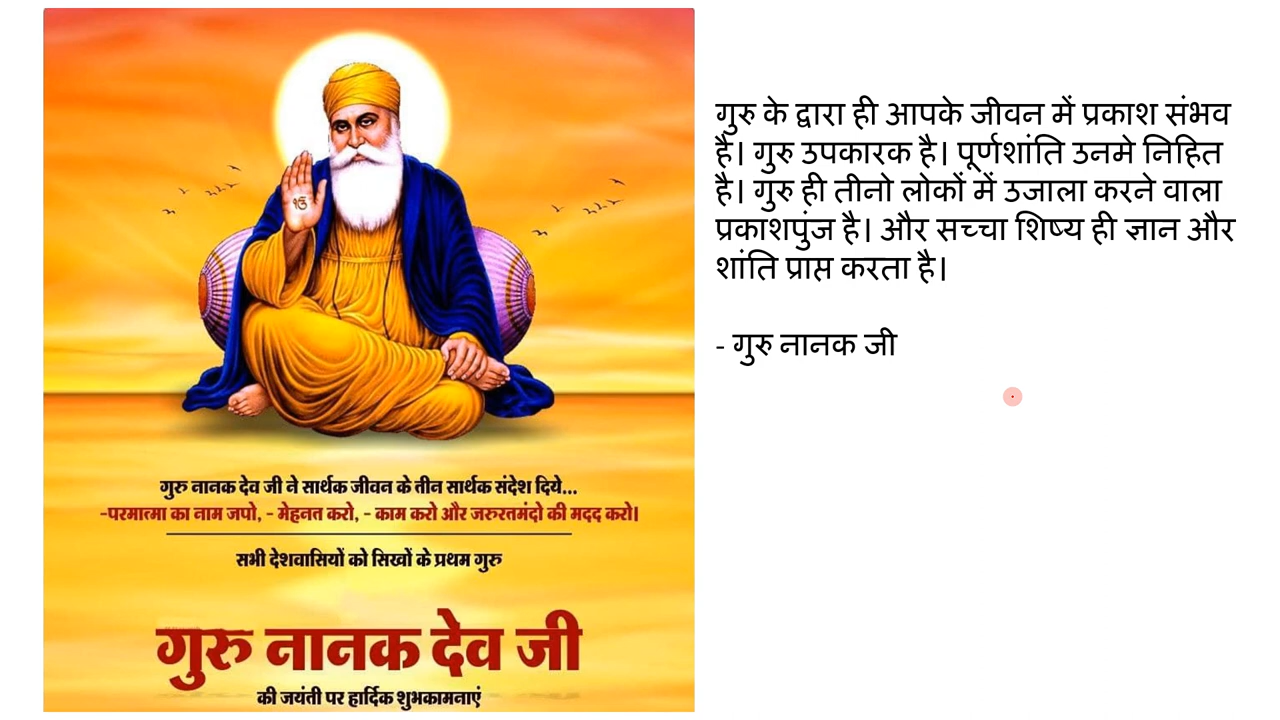 ੴ
गुरु नानक देव जी ने सार्थक जीवन के तीन सार्थक संदेश दिये...
-परमात्मा का नाम जपो, - मेहनत करो, - काम करो और जरुरतमंदो की मदद करो।
सभी देशवासियों को सिखों के प्रथम गुरु
गुरु नानक देव जी
की जयंती पर हार्दिक शुभकामनाएं
गुरु के द्वारा ही आपके जीवन में प्रकाश संभव
है। गुरु उपकारक है। पूर्णशांति उनमे निहित
है। गुरु ही तीनो लोकों में उजाला करने वाला
प्रकाशपुंज है। और सच्चा शिष्य ही ज्ञान और
शांति प्राप्त करता है।
- गुरु नानक जी